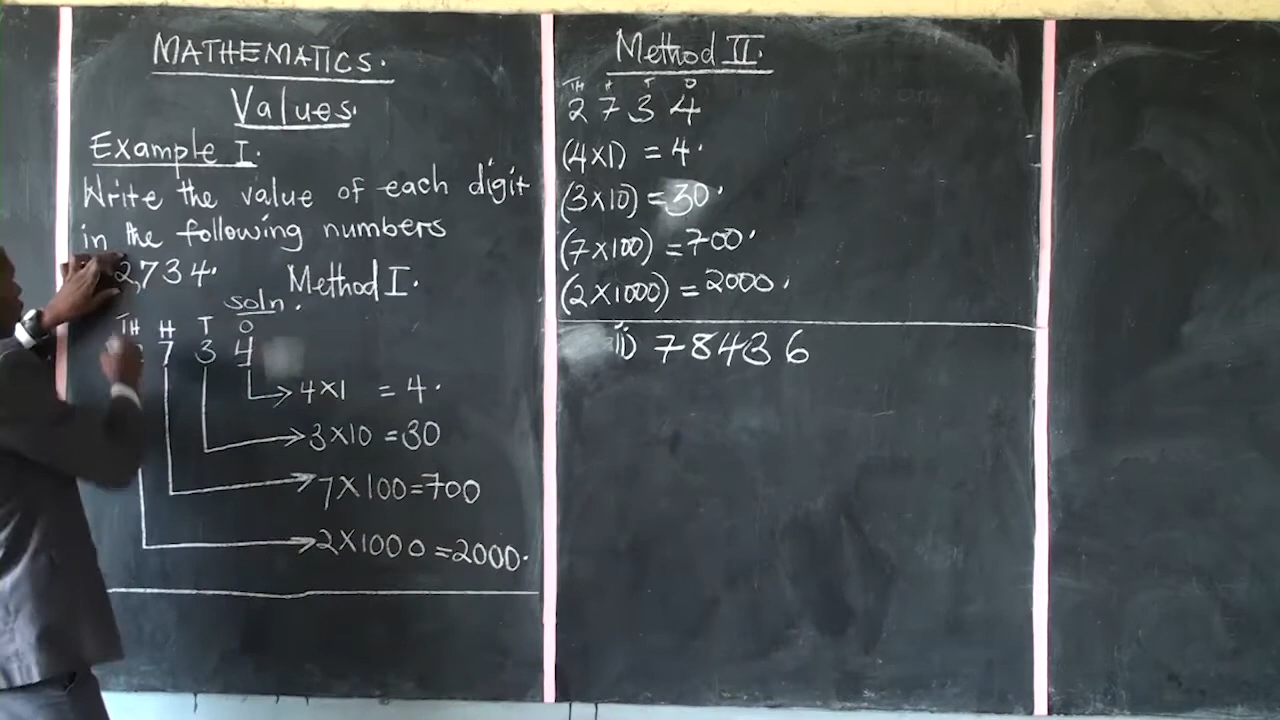 MATHEMATICS.
Values.
Example I.
Write the value of each digit
in the following numbers
2,734. Method I.
soln.
TH H T O
7 3 4
4×1 = 4.
3×10 = 30
7×100=700
2×1000=2000.
Method II.
TH H T O
2 7 3 4
(4×1) = 4.
(3×10) = 30.
(7×100) = 700.
(2×1000) = 2000.
78436